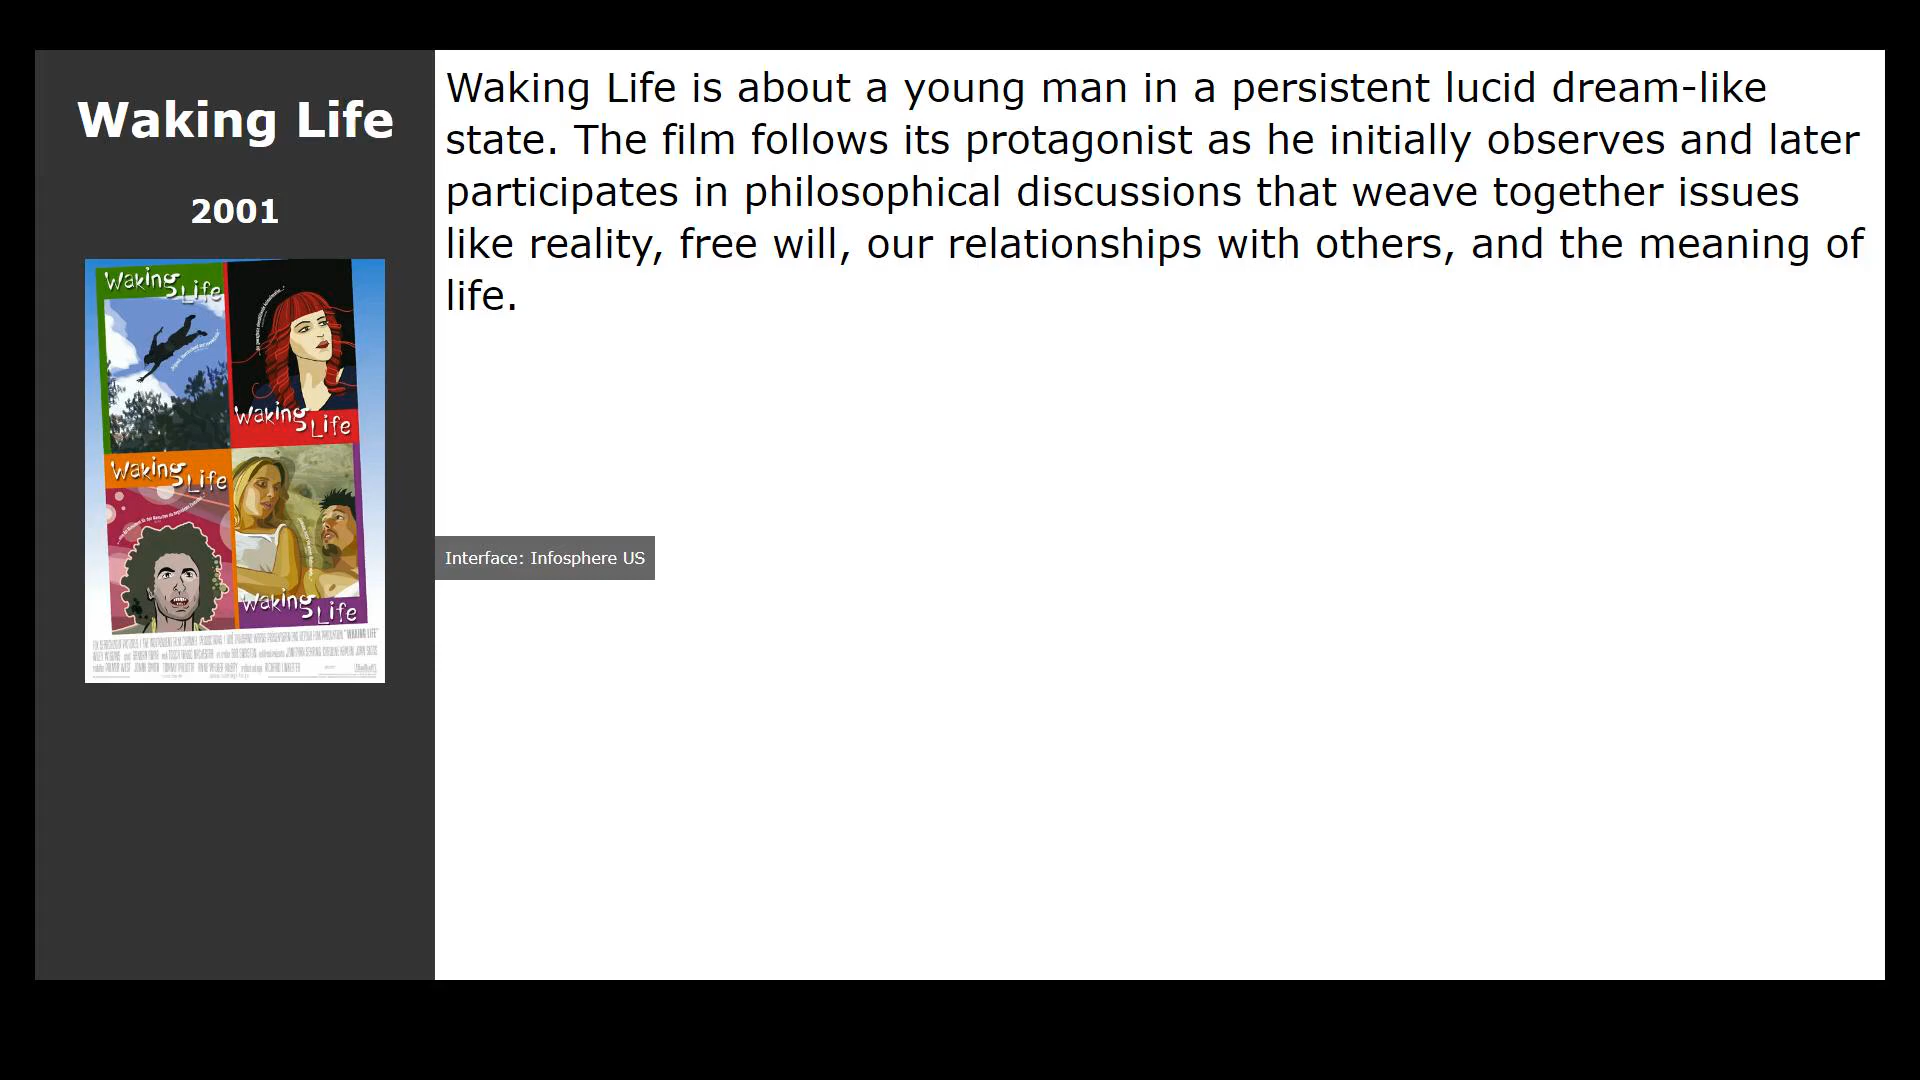 Waking Life
2001
Waking Life is about a young man in a persistent lucid dream-like
state. The film follows its protagonist as he initially observes and later
participates in philosophical discussions that weave together issues
like reality, free will, our relationships with others, and the meaning of
life.
Interface: Infosphere US
Waking Life
Waking Life
Waking Life
Waking Life